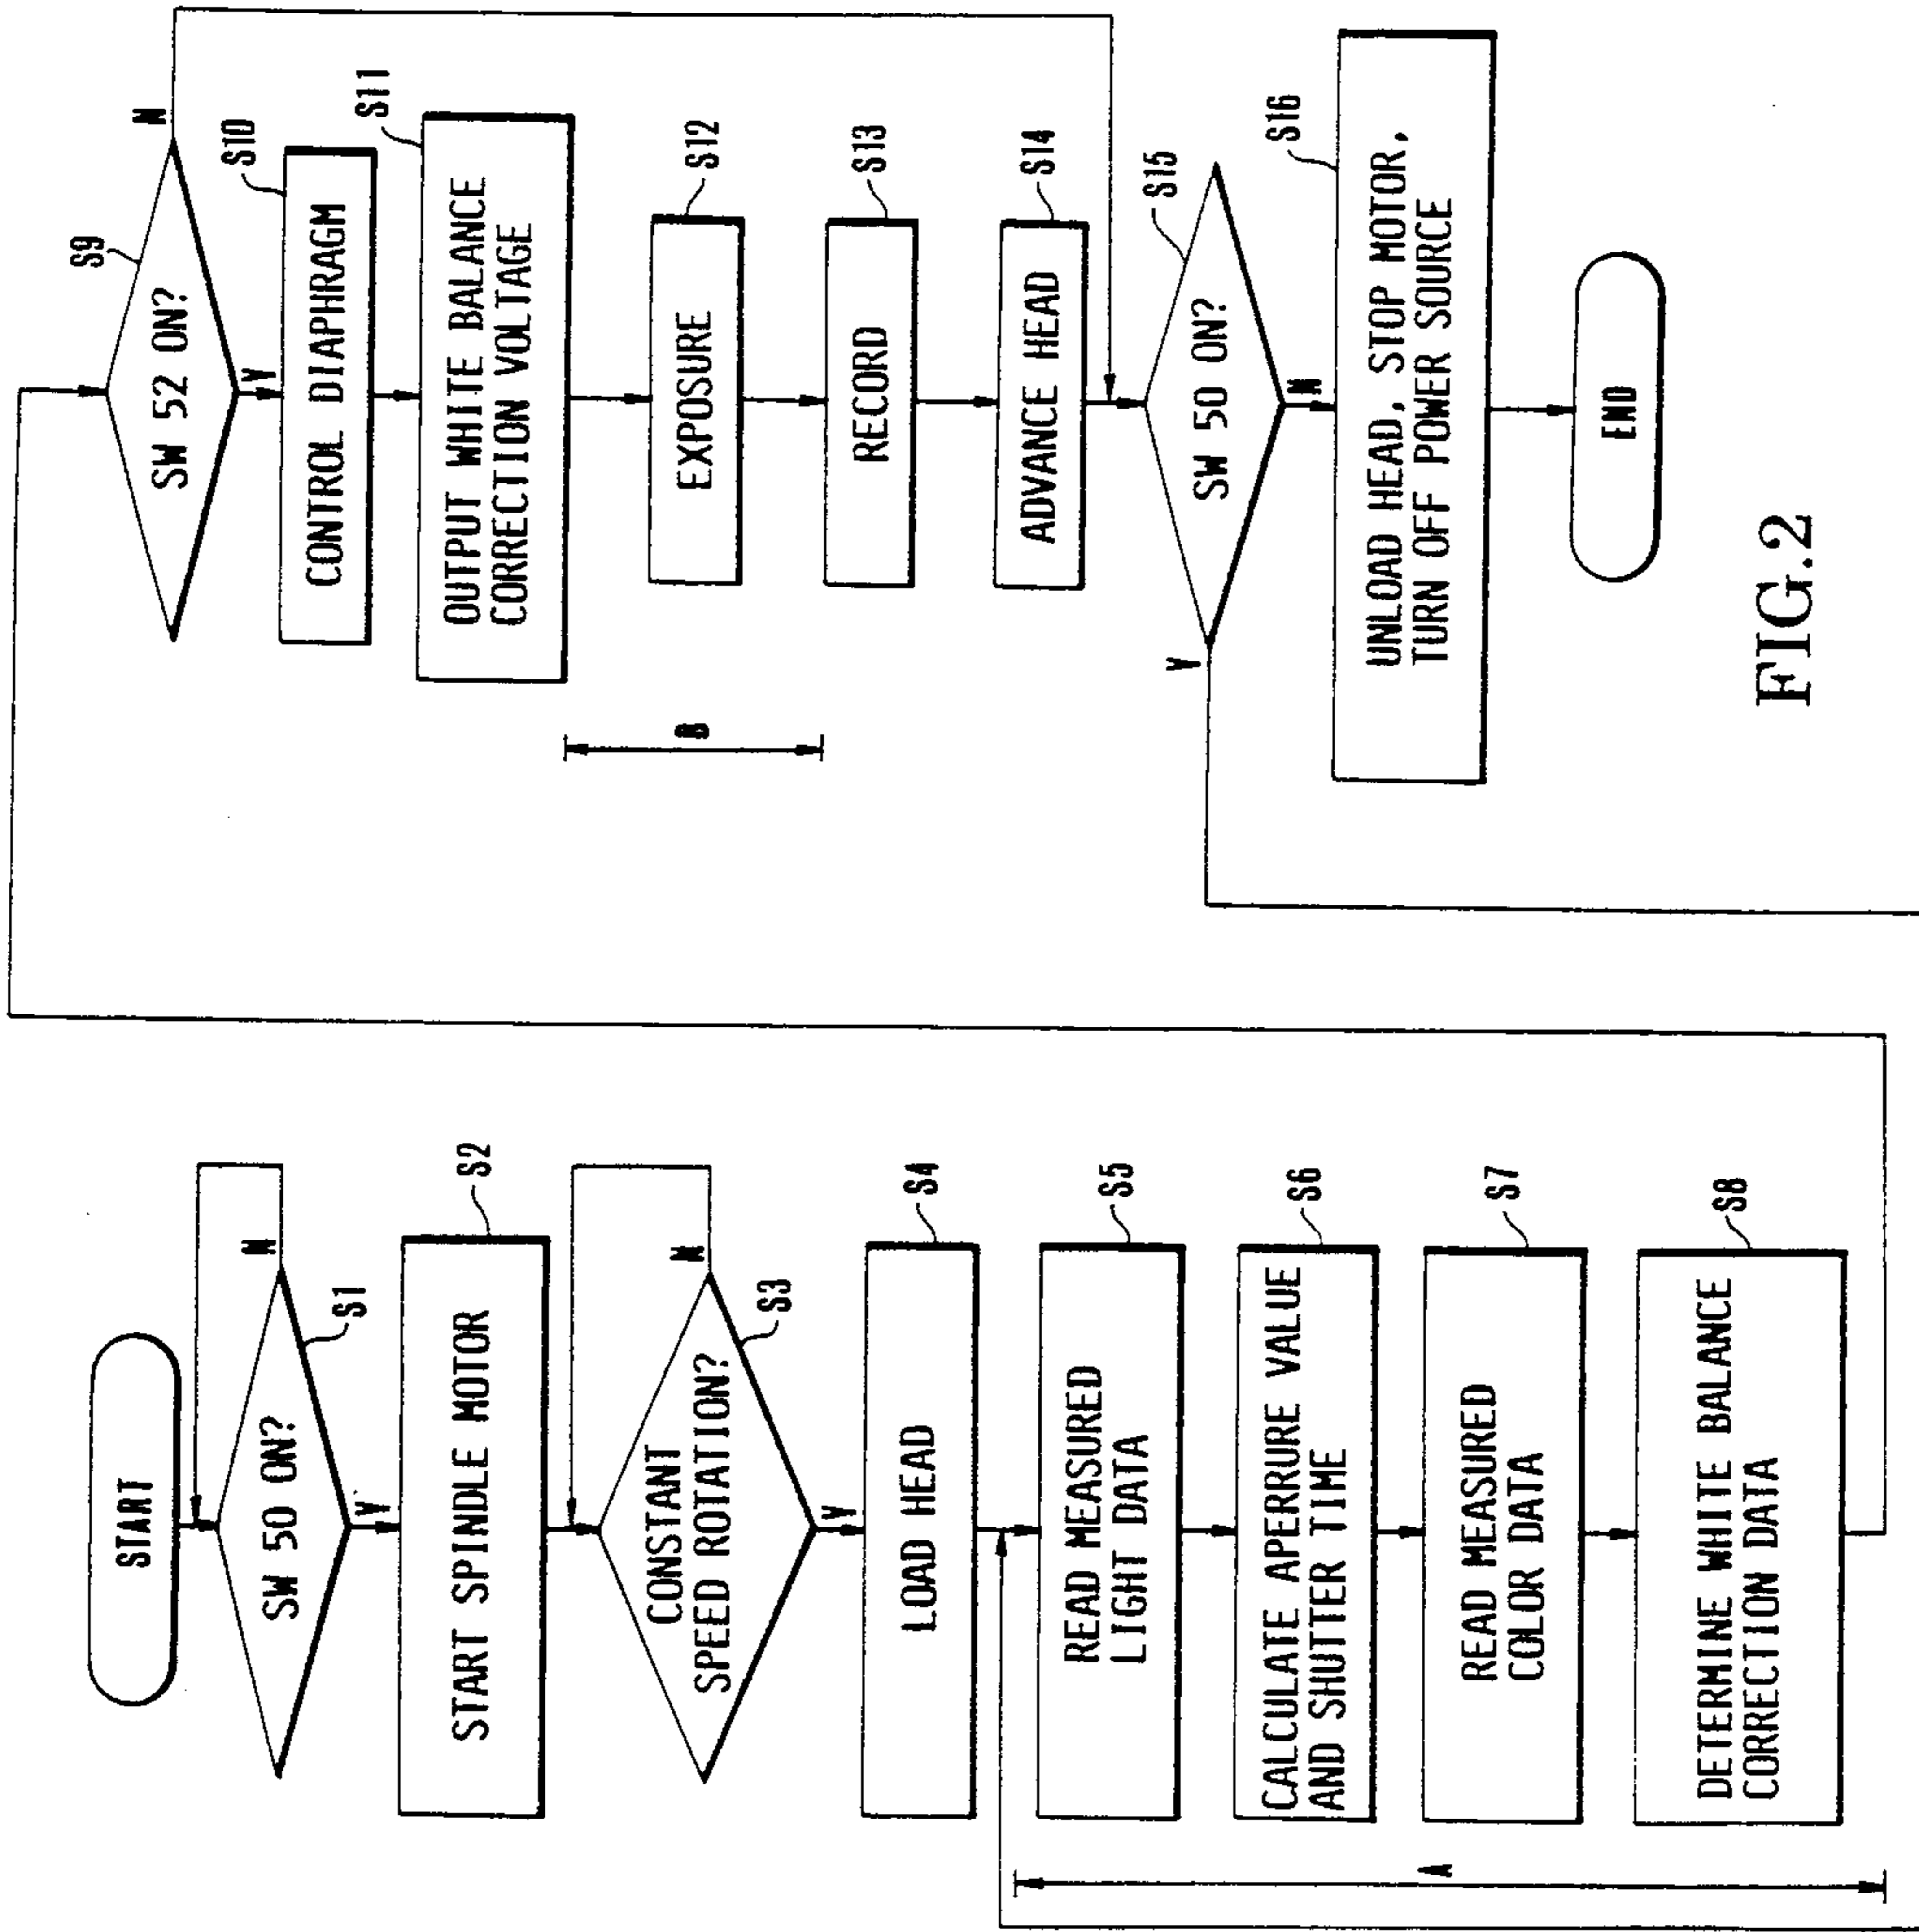 START
SW 50 ON?
N
S1
Y
START SPINDLE MOTOR
S2
CONSTANT
SPEED ROTATION?
N
S3
Y
LOAD HEAD
S4
READ MEASURED
LIGHT DATA
S5
CALCULATE APERRURE VALUE
AND SHUTTER TIME
S6
READ MEASURED
COLOR DATA
S7
DETERMINE WHITE BALANCE
CORRECTION DATA
S8
A
SW 52 ON?
S9
N
Y
CONTROL DIAPHRAGM
S10
OUTPUT WHITE BALANCE
CORRECTION VOLTAGE
S11
EXPOSURE
S12
B
RECORD
S13
ADVANCE HEAD
S14
SW 50 ON?
S15
Y
N
UNLOAD HEAD, STOP MOTOR,
TURN OFF POWER SOURCE
S16
END
FIG.2